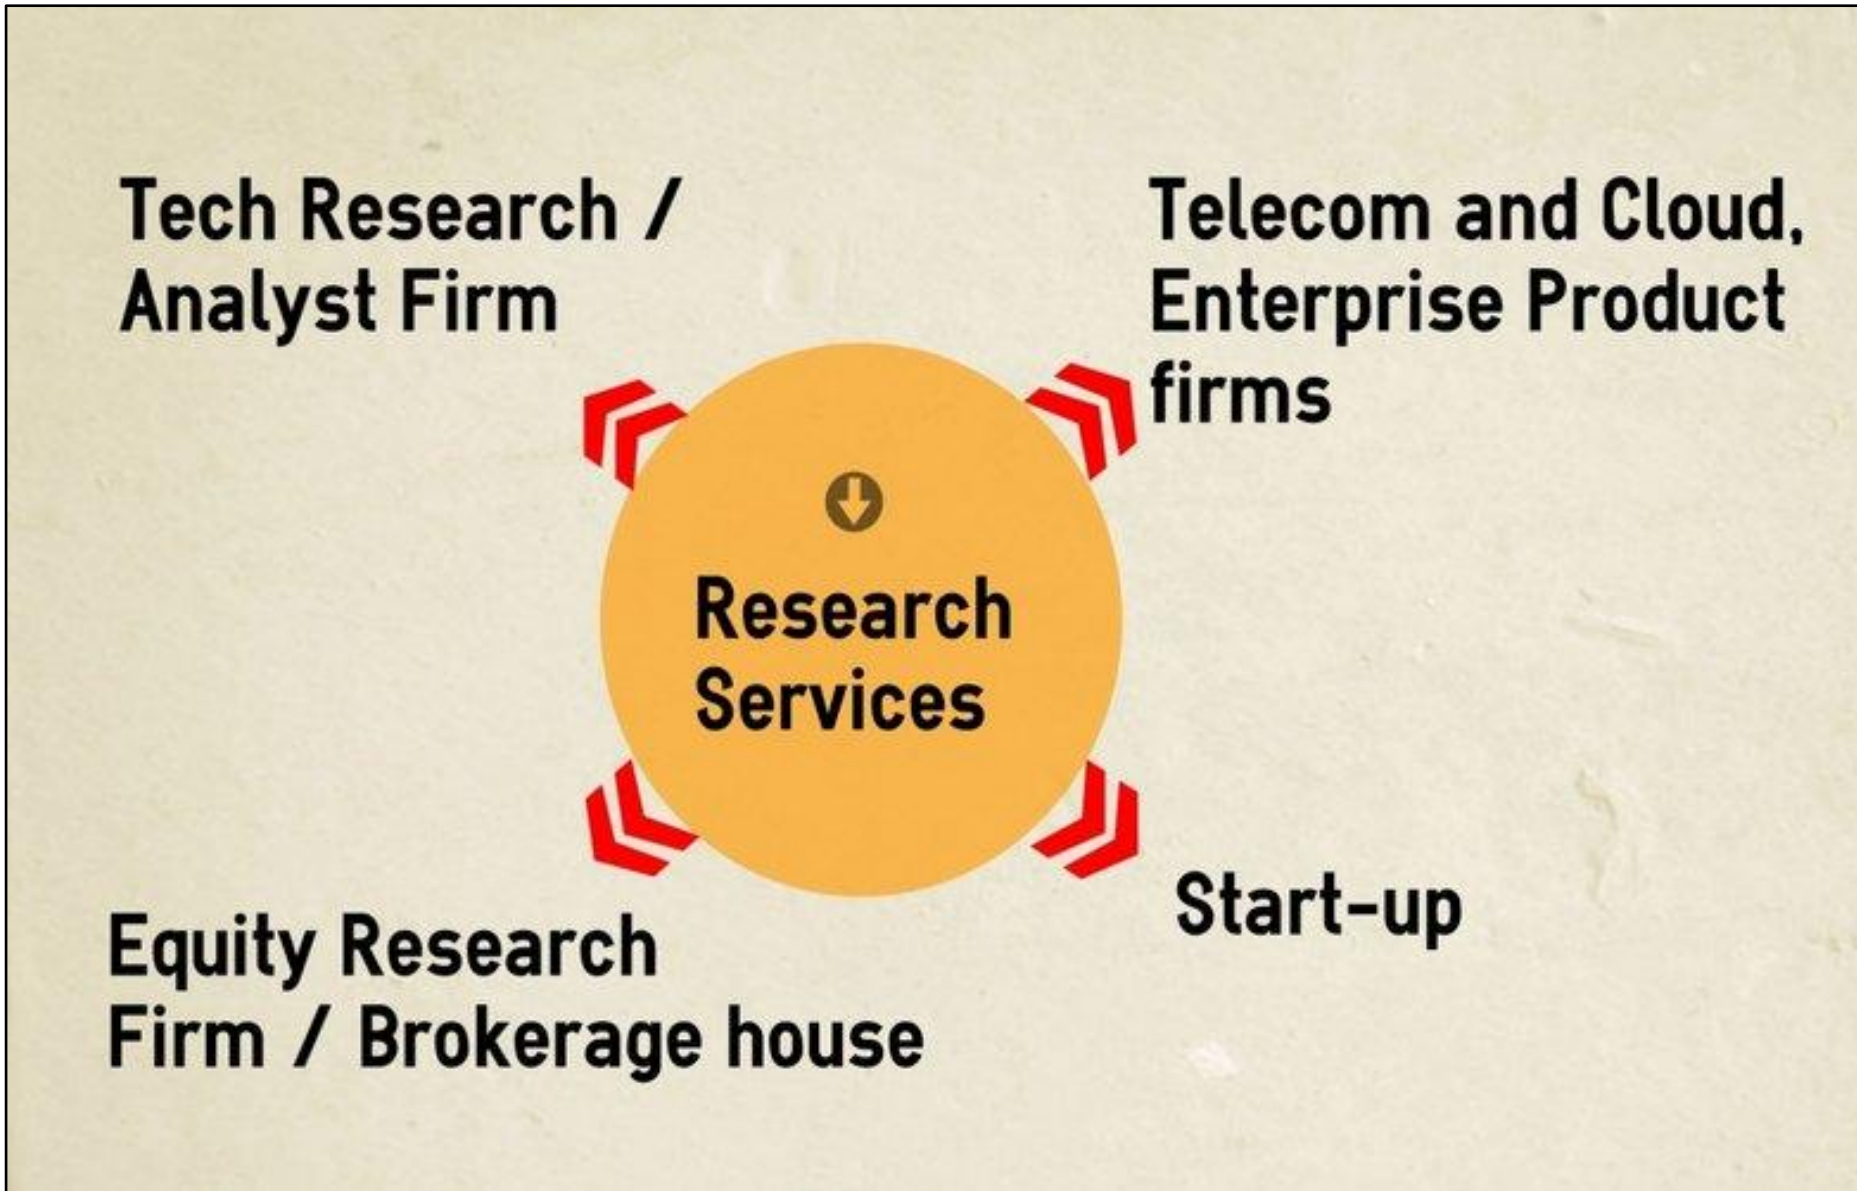 Tech Research /
Analyst Firm
Telecom and Cloud,
Enterprise Product
firms
Research
Services
Equity Research
Firm / Brokerage house
Start-up